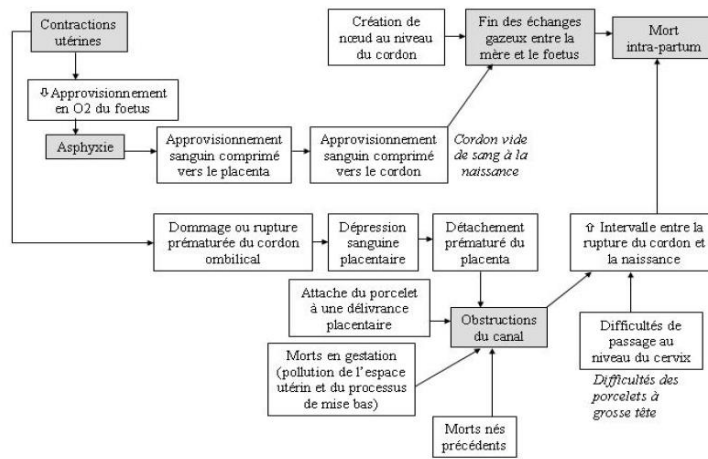 Contractions
utérines
Création de
nœud au niveau
du cordon
Fin des échanges
gazeux entre la
mère et le foetus
Mort
intra-partum
⇩ Approvisionnement
en O2 du foetus
Asphyxie
Approvisionnement
sanguin comprimé
vers le placenta
Approvisionnement
sanguin comprimé
vers le cordon
Cordon vide
de sang à la
naissance
Dommage ou rupture
prématurée du cordon
ombilical
Dépression
sanguine
placentaire
Détachement
prématuré du
placenta
⇧ Intervalle entre la
rupture du cordon et
la naissance
Attache du porcelet
à une délivrance
placentaire
Obstructions
du canal
Difficultés de
passage au
niveau du cervix
Difficultés des
porcelets à
grosse tête
Morts en gestation
(pollution de l'espace
utérin et du processus
de mise bas)
Morts nés
précédents